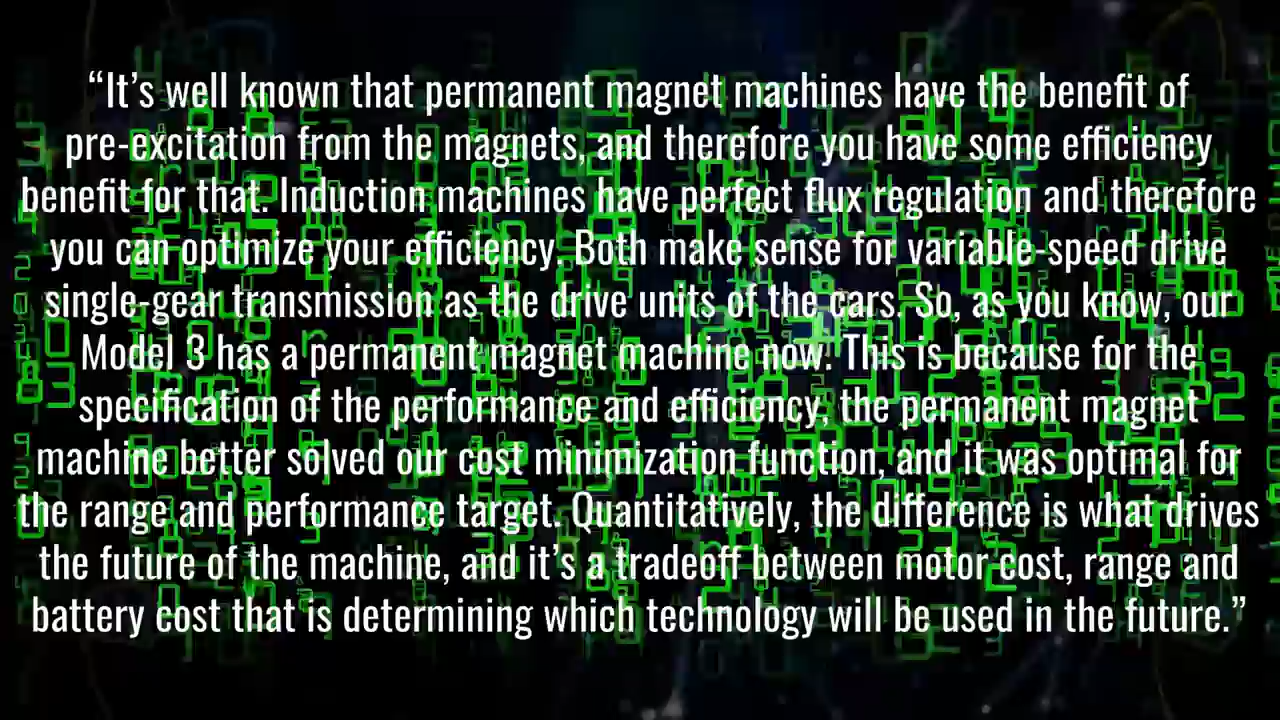 “It’s well known that permanent magnet machines have the benefit of
pre-excitation from the magnets, and therefore you have some efficiency
benefit for that. Induction machines have perfect flux regulation and therefore
you can optimize your efficiency. Both make sense for variable-speed drive
single-gear transmission as the drive units of the cars. So, as you know, our
Model 3 has a permanent magnet machine now. This is because for the
specification of the performance and efficiency, the permanent magnet
machine better solved our cost minimization function, and it was optimal for
the range and performance target. Quantitatively, the difference is what drives
the future of the machine, and it’s a tradeoff between motor cost, range and
battery cost that is determining which technology will be used in the future.”